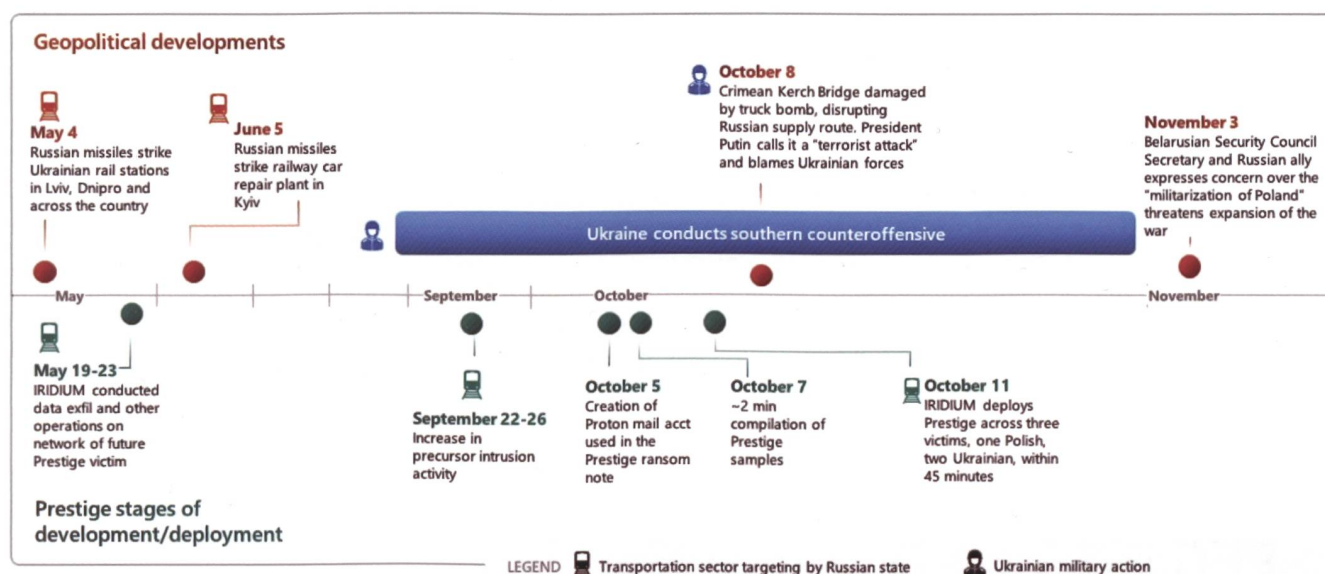 Geopolitical developments
May 4
Russian missiles strike
Ukrainian rail stations
in Lviv, Dnipro and
across the country
June 5
Russian missiles
strike railway car
repair plant in
Kyiv
October 8
Crimean Kerch Bridge damaged
by truck bomb, disrupting
Russian supply route. President
Putin calls it a "terrorist attack"
and blames Ukrainian forces
November 3
Belarusian Security Council
Secretary and Russian ally
expresses concern over the
"militarization of Poland"
threatens expansion of the
war
Ukraine conducts southern counteroffensive
May
September
October
November
May 19-23
IRIDIUM conducted
data exfil and other
operations on
network of future
Prestige victim
September 22-26
Increase in
precursor intrusion
activity
October 5
Creation of
Proton mail acct
used in the
Prestige ransom
note
October 7
~2 min
compilation of
Prestige
samples
October 11
IRIDIUM deploys
Prestige across three
victims, one Polish,
two Ukrainian, within
45 minutes
Prestige stages of
development/deployment
LEGEND Transportation sector targeting by Russian state Ukrainian military action